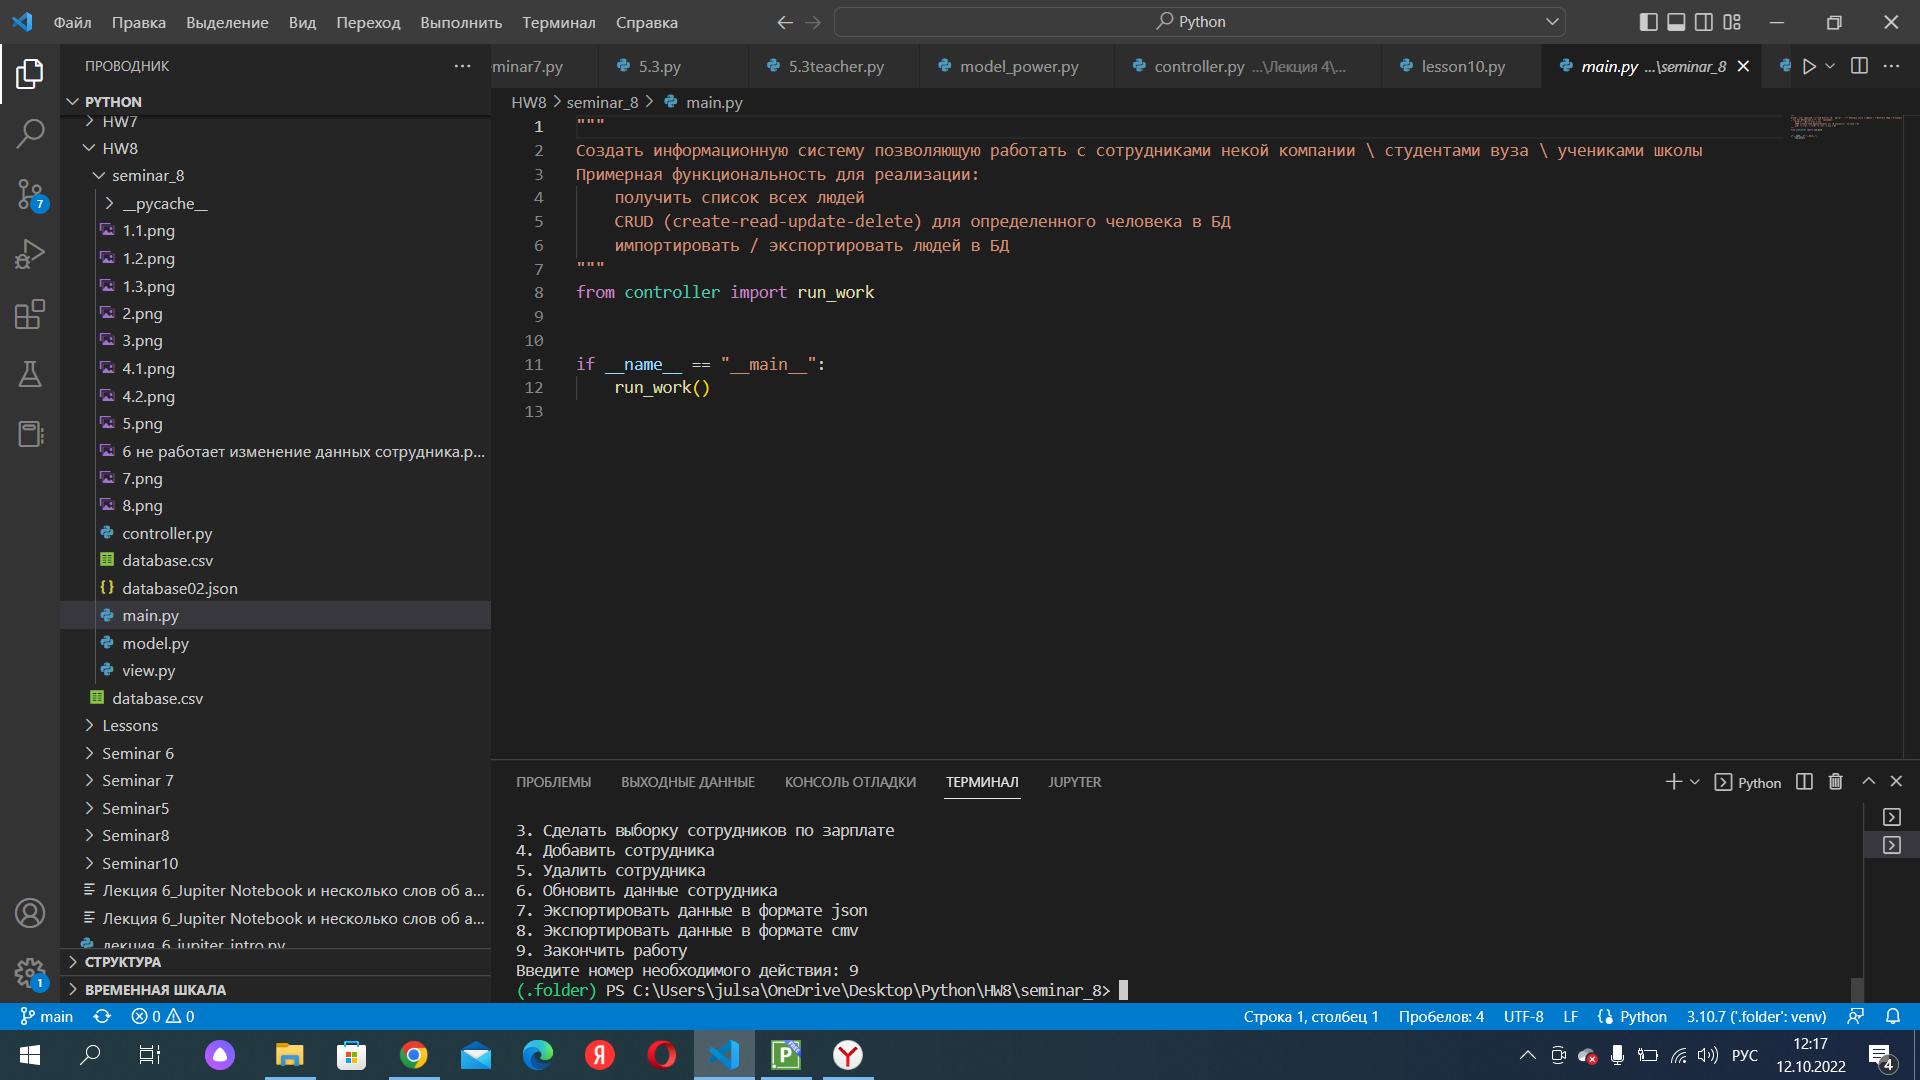 Файл Правка Выделение Вид Переход Выполнить Терминал Справка
Python
ПРОВОДНИК
minar7.py
5.3.py
5.3teacher.py
model_power.py
controller.py ...\Лекция 4\...
lesson10.py
main.py ...\seminar_8
PYTHON
HW7
HW8
seminar_8
__pycache__
1.1.png
1.2.png
1.3.png
2.png
3.png
4.1.png
4.2.png
5.png
6 не работает изменение данных сотрудника.p...
7.png
8.png
controller.py
database.csv
database02.json
main.py
model.py
view.py
database.csv
Lessons
Seminar 6
Seminar 7
Seminar5
Seminar8
Seminar10
Лекция 6_Jupiter Notebook и несколько слов об а...
Лекция 6_Jupiter Notebook и несколько слов об а...
лекция_6_jupiter_intro.py
СТРУКТУРА
ВРЕМЕННАЯ ШКАЛА
7
1
HW8 > seminar_8 > main.py
1 """
2 Создать информационную систему позволяющую работать с сотрудниками некой компании \ студентами вуза \ учениками школы
3 Примерная функциональность для реализации:
4 получить список всех людей
5 CRUD (create-read-update-delete) для определенного человека в БД
6 импортировать / экспортировать людей в БД
7 """
8 from controller import run_work
9
10
11 if __name__ == "__main__":
12 run_work()
13
ПРОБЛЕМЫ ВЫХОДНЫЕ ДАННЫЕ КОНСОЛЬ ОТЛАДКИ ТЕРМИНАЛ JUPYTER
Python
3. Сделать выборку сотрудников по зарплате
4. Добавить сотрудника
5. Удалить сотрудника
6. Обновить данные сотрудника
7. Экспортировать данные в формате json
8. Экспортировать данные в формате cmv
9. Закончить работу
Введите номер необходимого действия: 9
(.folder) PS C:\Users\julsa\OneDrive\Desktop\Python\HW8\seminar_8>
main 0 0
Строка 1, столбец 1 Пробелов: 4 UTF-8 LF Python 3.10.7 ('.folder': venv)
РУС
12:17
12.10.2022
4